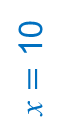 x = 10